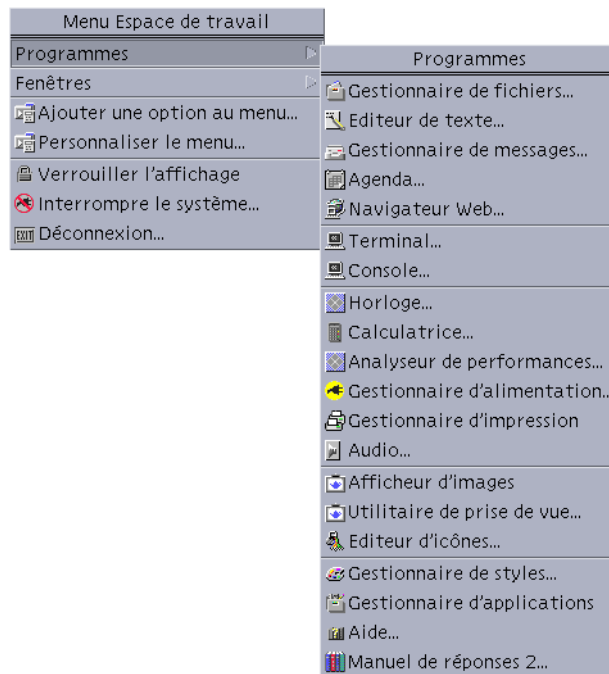 Menu Espace de travail
Programmes
Fenêtres
Ajouter une option au menu...
Personnaliser le menu...
Verrouiller l'affichage
Interrompre le système...
EXIT Déconnexion...
Programmes
Gestionnaire de fichiers...
Editeur de texte...
Gestionnaire de messages...
Agenda...
Navigateur Web...
Terminal...
Console...
Horloge...
Calculatrice...
Analyseur de performances...
Gestionnaire d'alimentation..
Gestionnaire d'impression
Audio...
Afficheur d'images
Utilitaire de prise de vue...
Editeur d'icônes...
Gestionnaire de styles...
Gestionnaire d'applications
Aide...
Manuel de réponses 2...